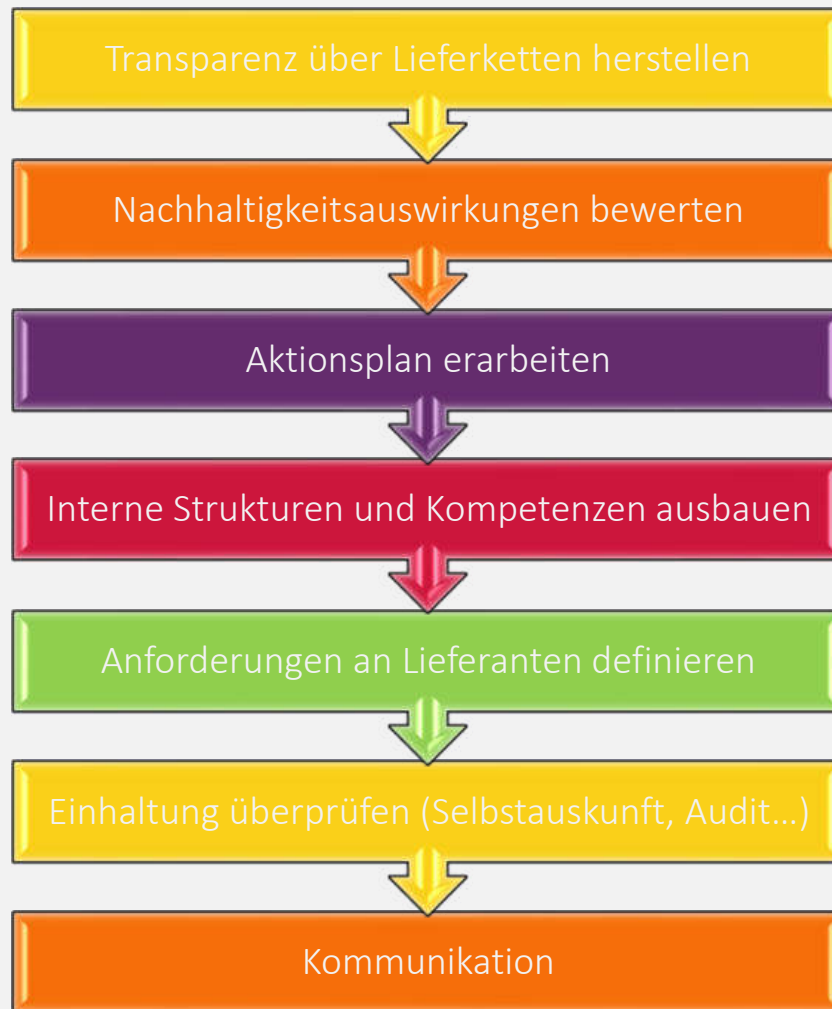 Transparenz über Lieferketten herstellen
Nachhaltigkeitsauswirkungen bewerten
Aktionsplan erarbeiten
Interne Strukturen und Kompetenzen ausbauen
Anforderungen an Lieferanten definieren
Einhaltung überprüfen (Selbstauskunft, Audit...)
Kommunikation